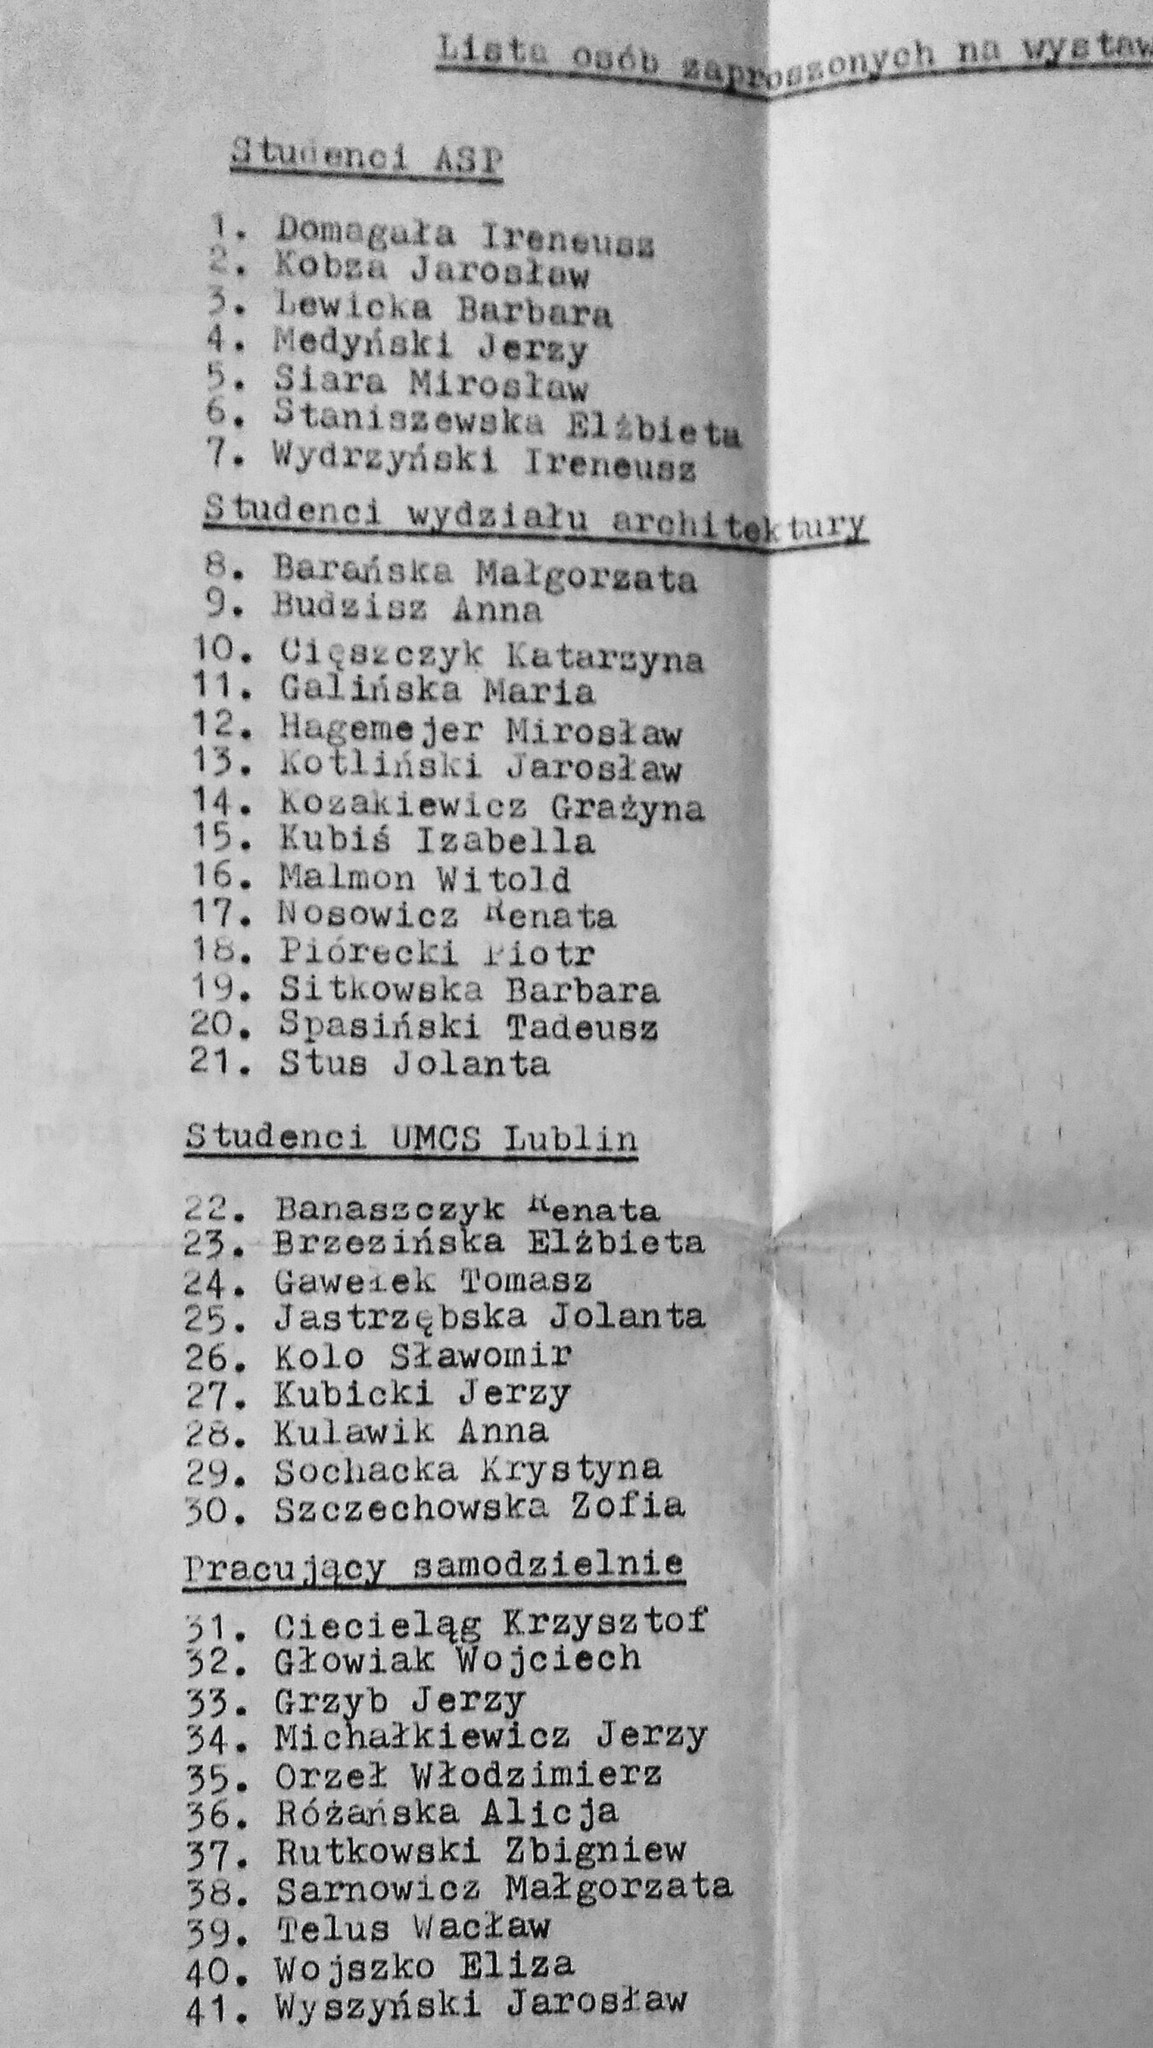 Lista osób zaproszonych na wystaw
Studenci ASP
1. Domagała Ireneusz
2. Kobza Jarosław
3. Lewicka Barbara
4. Medyński Jerzy
5. Siara Mirosław
6. Staniszewska Elżbieta
7. Wydrzyński Ireneusz
Studenci wydziału architektury
8. Barańska Małgorzata
9. Budzisz Anna
10. Cięszczyk Katarzyna
11. Galińska Maria
12. Hagemejer Mirosław
13. Kotliński Jarosław
14. Kozakiewicz Grażyna
15. Kubiś Izabella
16. Malmon Witold
17. Nosowicz Renata
18. Piórecki Piotr
19. Sitkowska Barbara
20. Spasiński Tadeusz
21. Stus Jolanta
Studenci UMCS Lublin
22. Banaszczyk Renata
23. Brzezińska Elżbieta
24. Gawełek Tomasz
25. Jastrzębska Jolanta
26. Kolo Sławomir
27. Kubicki Jerzy
28. Kulawik Anna
29. Sochacka Krystyna
30. Szczechowska Zofia
Pracujący samodzielnie
31. Ciecieląg Krzysztof
32. Głowiak Wojciech
33. Grzyb Jerzy
34. Michałkiewicz Jerzy
35. Orzeł Włodzimierz
36. Różańska Alicja
37. Rutkowski Zbigniew
38. Sarnowicz Małgorzata
39. Telus Wacław
40. Wojszko Eliza
41. Wyszyński Jarosław